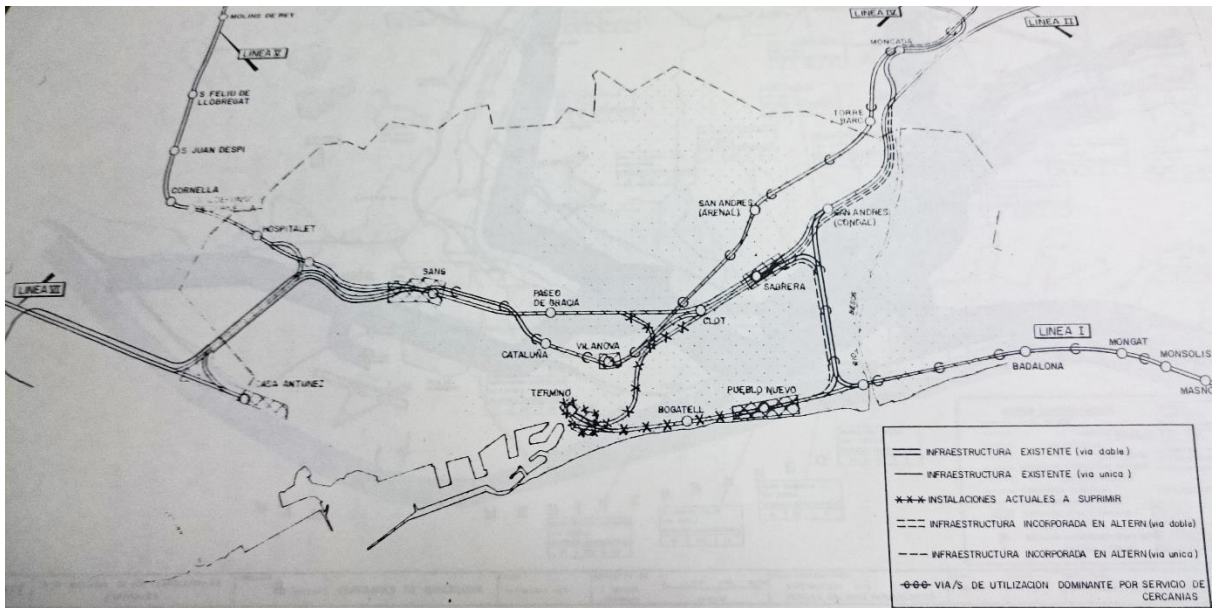 MOLINS DE REY
LINEA V
S FELIU DE
LLOBREGAT
S JUAN DESPI
CORNELLA
HOSPITALET
LINEA VI
CASA ANTUNEZ
SANS
PASEO
DE GRACIA
CATALUÑA
VILANOVA
TERMINO
BOGATELL
PUEBLO NUEVO
CLOT
SAGRERA
SAN ANDRES
(ARENAL)
SAN ANDRES
(CONDAL)
TORRE
BARO
MONCADA
LINEA IV
LINEA II
RIO
BESOS
LINEA I
BADALONA
MONGAT
MONSOLIS
MASNO
INFRAESTRUCTURA EXISTENTE (via doble)
INFRAESTRUCTURA EXISTENTE (via unica)
INSTALACIONES ACTUALES A SUPRIMIR
INFRAESTRUCTURA INCORPORADA EN ALTERN (via doble)
INFRAESTRUCTURA INCORPORADA EN ALTERN (via unica)
VIA/S DE UTILIZACION DOMINANTE POR SERVICIO DE
CERCANIAS